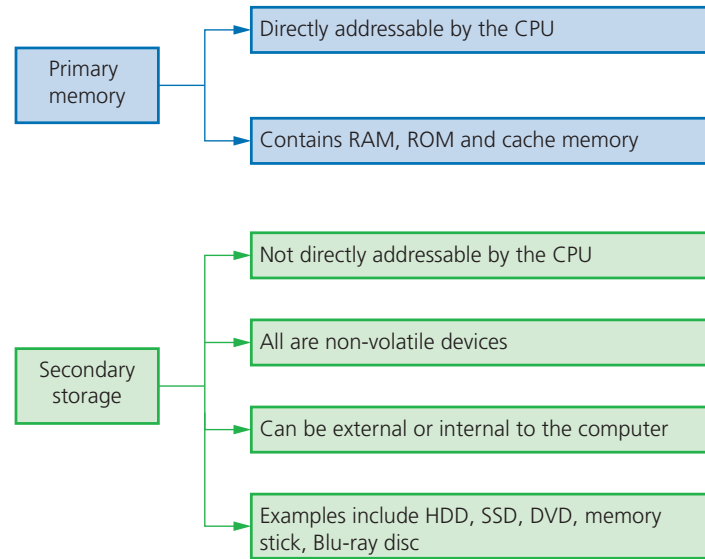 Primary
memory
Directly addressable by the CPU
Contains RAM, ROM and cache memory
Secondary
storage
Not directly addressable by the CPU
All are non-volatile devices
Can be external or internal to the computer
Examples include HDD, SSD, DVD, memory
stick, Blu-ray disc